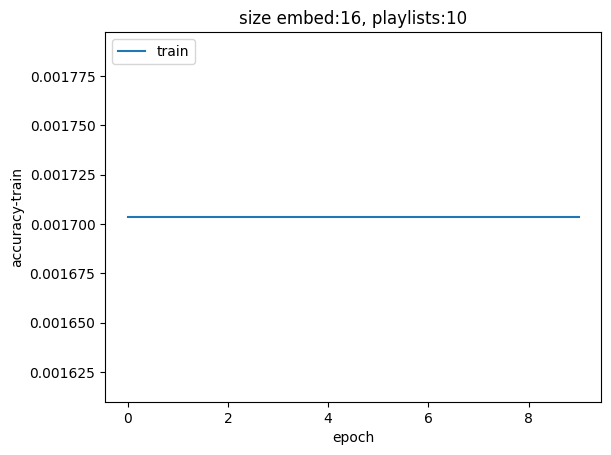 size embed:16, playlists:10
train
accuracy-train
0.001775
0.001750
0.001725
0.001700
0.001675
0.001650
0.001625
0 2 4 6 8
epoch